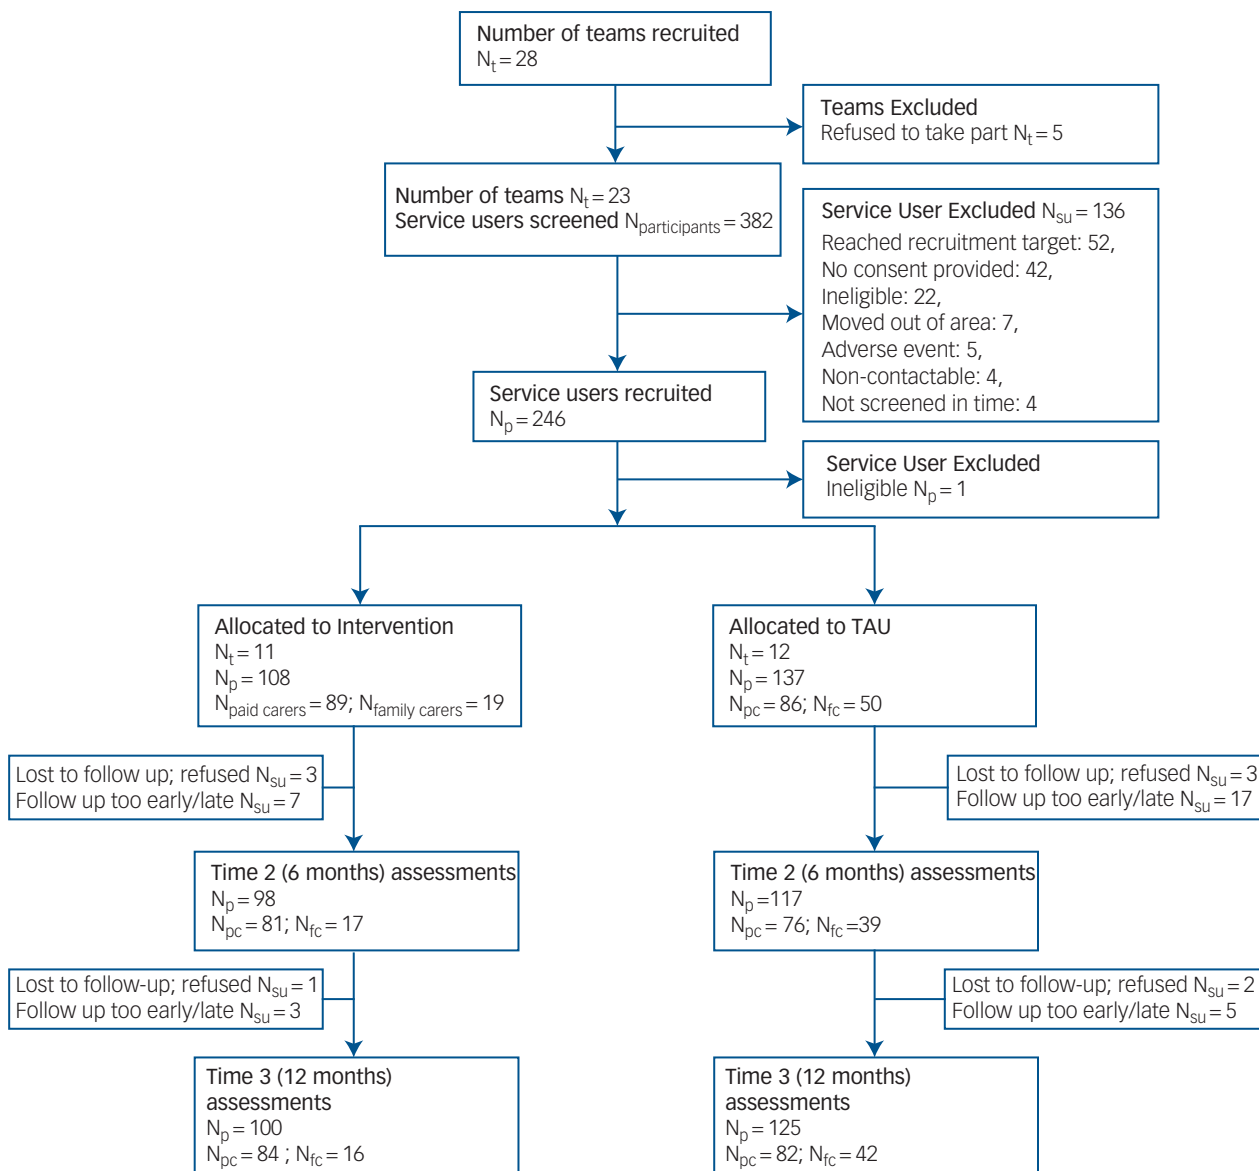 Number of teams recruited
Nt = 28
Teams Excluded
Refused to take part Nt = 5
Number of teams Nt = 23
Service users screened Nparticipants = 382
Service User Excluded Nsu = 136
Reached recruitment target: 52,
No consent provided: 42,
Ineligible: 22,
Moved out of area: 7,
Adverse event: 5,
Non-contactable: 4,
Not screened in time: 4
Service users recruited
Np = 246
Service User Excluded
Ineligible Np = 1
Allocated to Intervention
Nt = 11
Np = 108
Npaid carers = 89; Nfamily carers = 19
Allocated to TAU
Nt = 12
Np = 137
Npc = 86; Nfc = 50
Lost to follow up; refused Nsu = 3
Follow up too early/late Nsu = 7
Lost to follow up; refused Nsu = 3
Follow up too early/late Nsu = 17
Time 2 (6 months) assessments
Np = 98
Npc = 81; Nfc = 17
Time 2 (6 months) assessments
Np =117
Npc = 76; Nfc =39
Lost to follow-up; refused Nsu = 1
Follow up too early/late Nsu = 3
Lost to follow-up; refused Nsu = 2
Follow up too early/late Nsu = 5
Time 3 (12 months)
assessments
Np = 100
Npc = 84 ; Nfc = 16
Time 3 (12 months)
assessments
Np = 125
Npc = 82; Nfc = 42